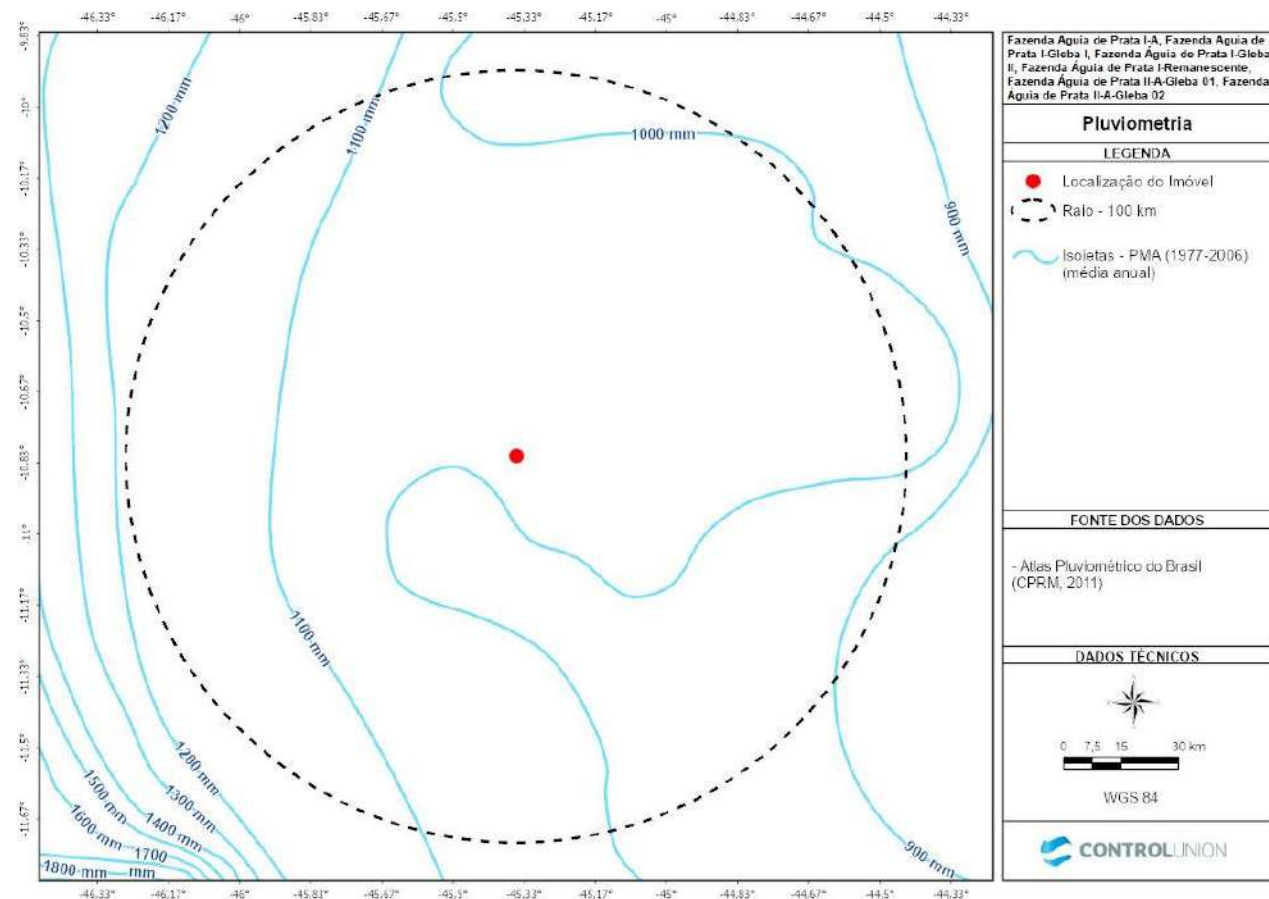 -46.33° -46.17° -46° -45.83° -45.67° -45.5° -45.33° -45.17° -45° -44.83° -44.67° -44.5° -44.33°
-9.83°
-10°
-10.17°
-10.33°
-10.5°
-10.67°
-10.83°
-11°
-11.17°
-11.33°
-11.5°
-11.67°
1200 mm
1100 mm
1000 mm
900 mm
1100 mm
1200 mm
1300 mm
1400 mm
1500 mm
1600 mm
1700
mm
1800 mm
900 mm
-46.33° -46.17° -46° -45.83° -45.67° -45.5° -45.33° -45.17° -45° -44.83° -44.67° -44.5° -44.33°
Fazenda Aguia de Prata I-A, Fazenda Aguia de
Prata I-Gleba I, Fazenda Águia de Prata I-Gleba
II, Fazenda Águia de Prata I-Remanescente,
Fazenda Águia de Prata II-A-Gleba 01, Fazenda
Águia de Prata II-A-Gleba 02
Pluviometria
LEGENDA
Localização do Imóvel
Raio - 100 km
Isoietas - PMA (1977-2006)
(média anual)
FONTE DOS DADOS
- Atlas Pluviométrico do Brasil
(CPRM, 2011)
DADOS TÉCNICOS
0 7,5 15 30 km
WGS 84
CONTROLUNION